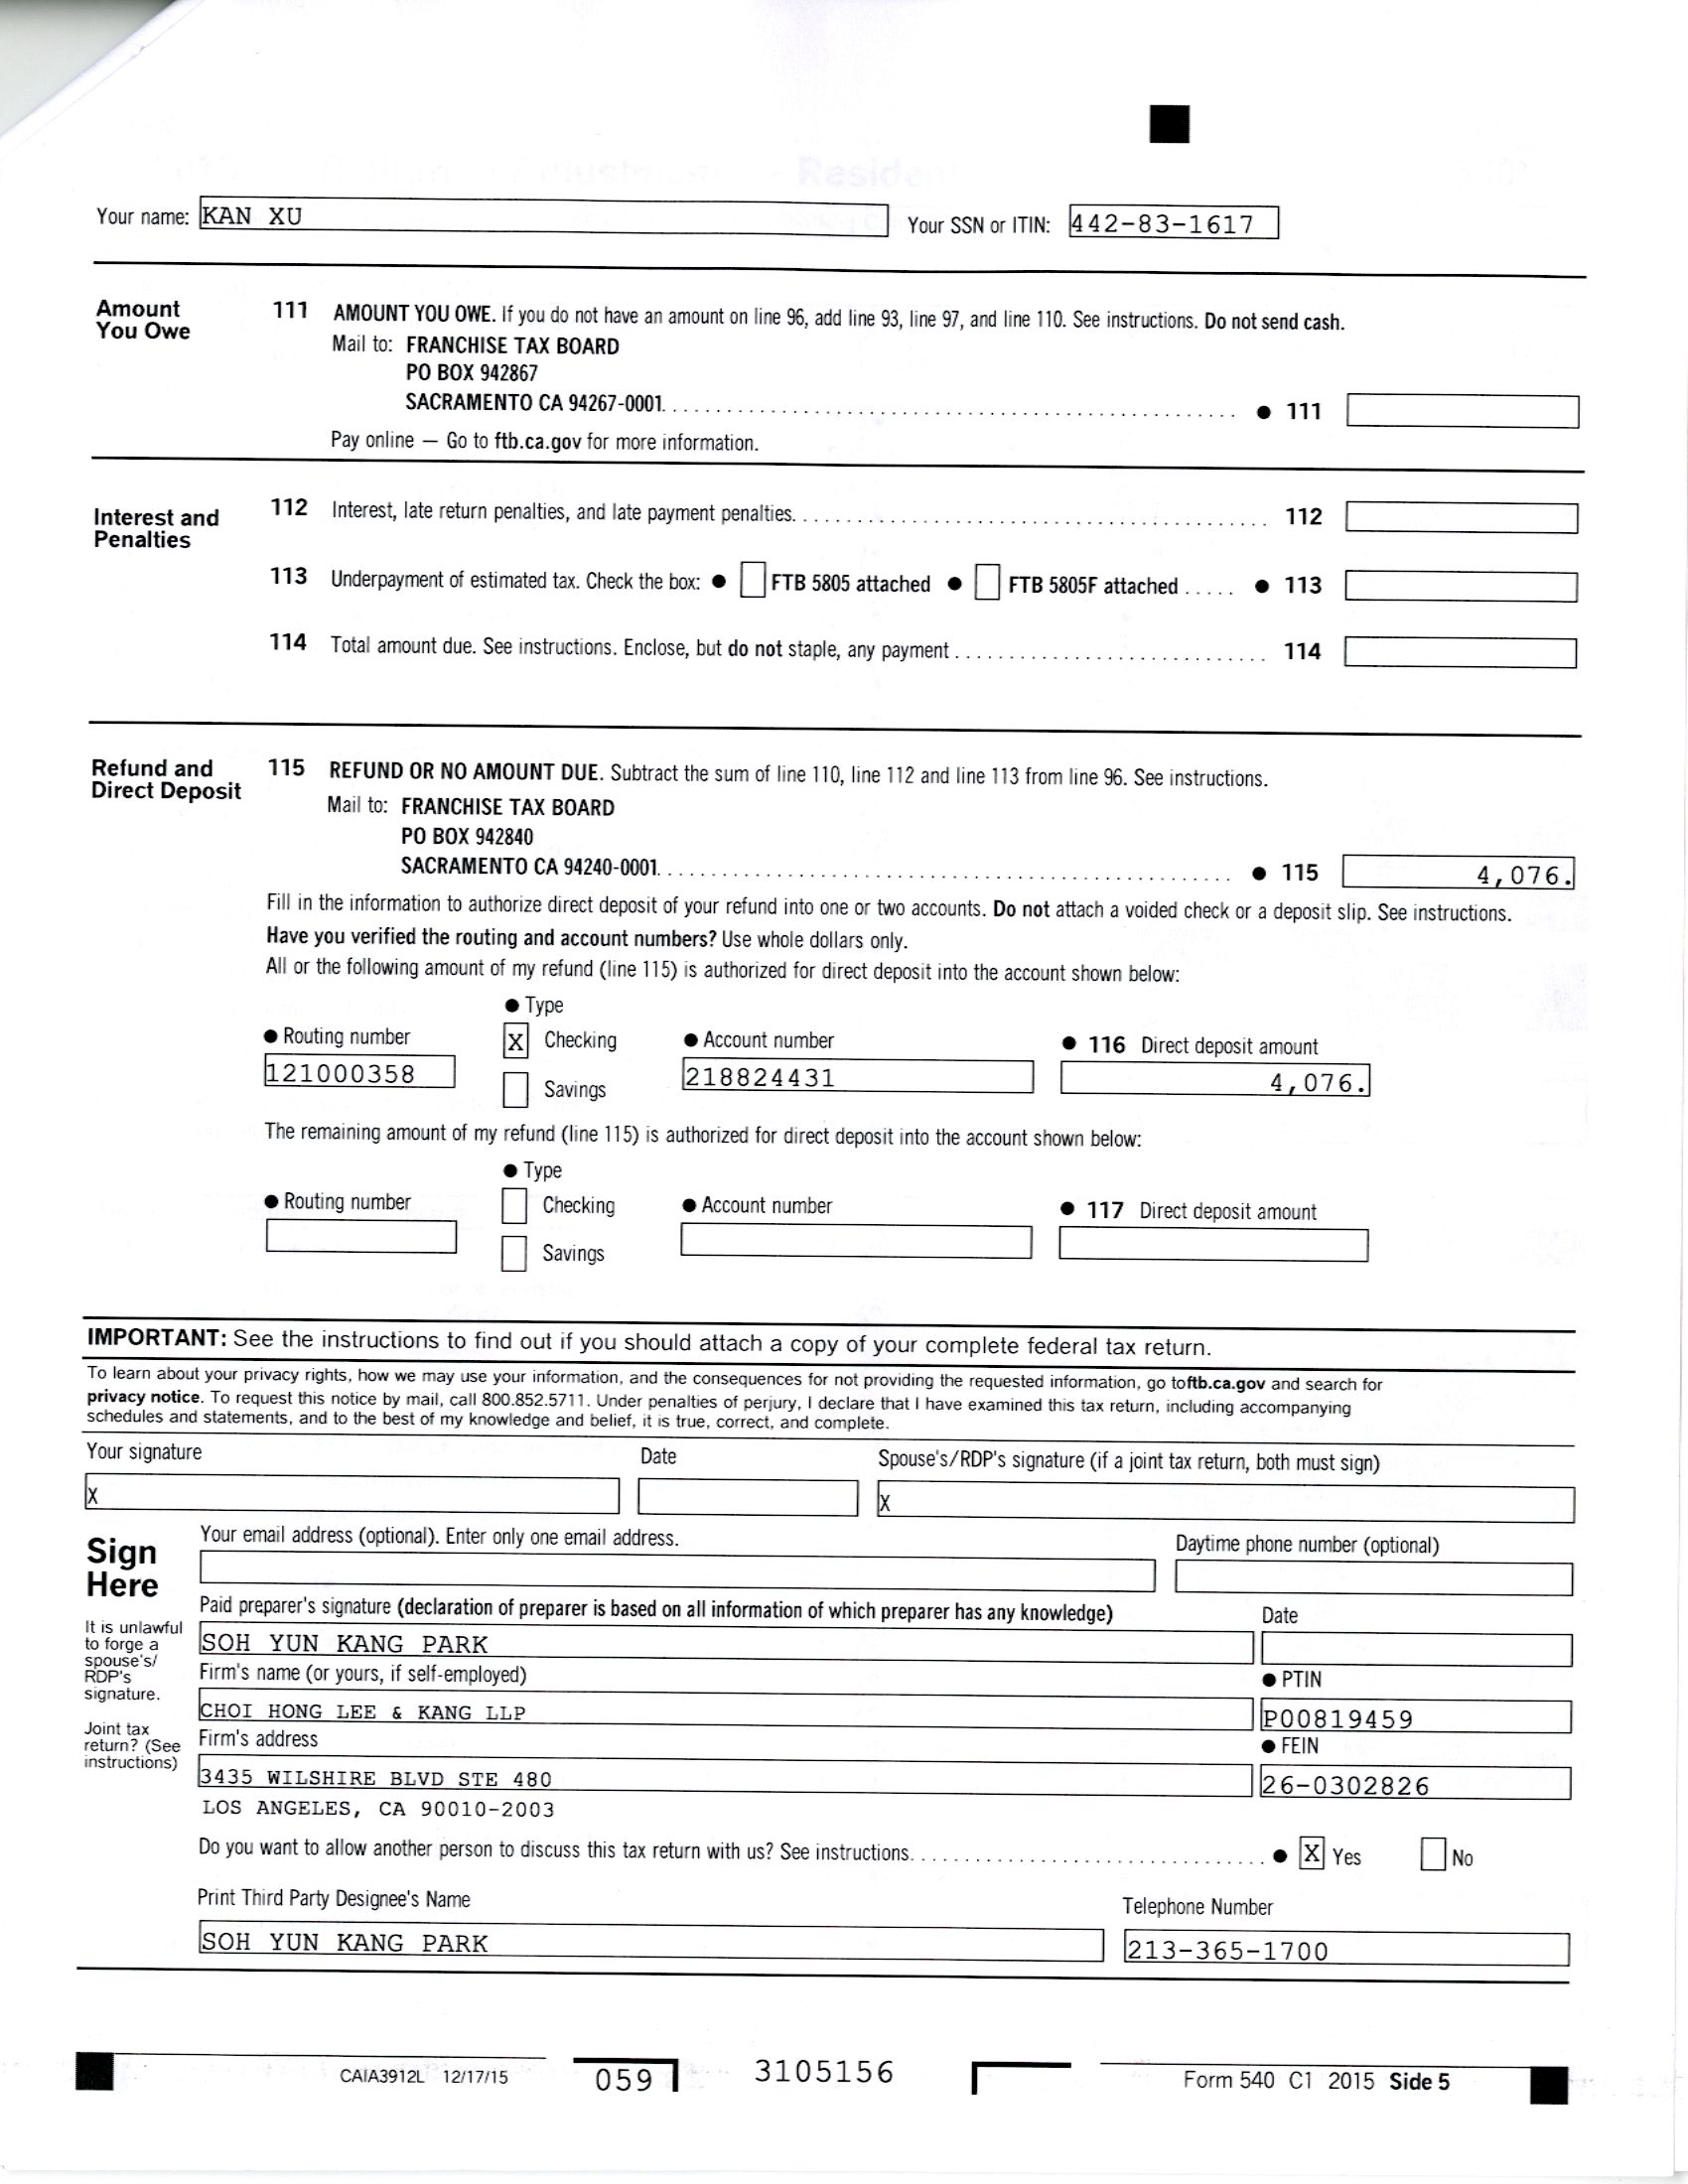 Your name: KAN XU Your SSN or ITIN: 442-83-1617
Amount You Owe
111 AMOUNT YOU OWE. If you do not have an amount on line 96, add line 93, line 97, and line 110. See instructions. Do not send cash.
Mail to: FRANCHISE TAX BOARD
PO BOX 942867
SACRAMENTO CA 94267-0001 ● 111
Pay online — Go to ftb.ca.gov for more information.
Interest and Penalties
112 Interest, late return penalties, and late payment penalties. 112
113 Underpayment of estimated tax. Check the box: ● FTB 5805 attached ● FTB 5805F attached ..... ● 113
114 Total amount due. See instructions. Enclose, but do not staple, any payment 114
Refund and Direct Deposit
115 REFUND OR NO AMOUNT DUE. Subtract the sum of line 110, line 112 and line 113 from line 96. See instructions.
Mail to: FRANCHISE TAX BOARD
PO BOX 942840
SACRAMENTO CA 94240-0001 ● 115 4,076.
Fill in the information to authorize direct deposit of your refund into one or two accounts. Do not attach a voided check or a deposit slip. See instructions.
Have you verified the routing and account numbers? Use whole dollars only.
All or the following amount of my refund (line 115) is authorized for direct deposit into the account shown below:
● Type
● Routing number X Checking ● Account number ● 116 Direct deposit amount
121000358 Savings 218824431 4,076.
The remaining amount of my refund (line 115) is authorized for direct deposit into the account shown below:
● Type
● Routing number Checking ● Account number ● 117 Direct deposit amount
Savings
IMPORTANT: See the instructions to find out if you should attach a copy of your complete federal tax return.
To learn about your privacy rights, how we may use your information, and the consequences for not providing the requested information, go toftb.ca.gov and search for
privacy notice. To request this notice by mail, call 800.852.5711. Under penalties of perjury, I declare that I have examined this tax return, including accompanying
schedules and statements, and to the best of my knowledge and belief, it is true, correct, and complete.
Your signature Date Spouse's/RDP's signature (if a joint tax return, both must sign)
X X
Sign Here
Your email address (optional). Enter only one email address. Daytime phone number (optional)
It is unlawful
to forge a
spouse's/
RDP's
signature.
Joint tax
return? (See
instructions)
Paid preparer's signature (declaration of preparer is based on all information of which preparer has any knowledge) Date
SOH YUN KANG PARK
Firm's name (or yours, if self-employed) ● PTIN
CHOI HONG LEE & KANG LLP P00819459
Firm's address ● FEIN
3435 WILSHIRE BLVD STE 480 26-0302826
LOS ANGELES, CA 90010-2003
Do you want to allow another person to discuss this tax return with us? See instructions. ● X Yes No
Print Third Party Designee's Name Telephone Number
SOH YUN KANG PARK 213-365-1700
CAIA3912L 12/17/15 059 3105156 Form 540 C1 2015 Side 5